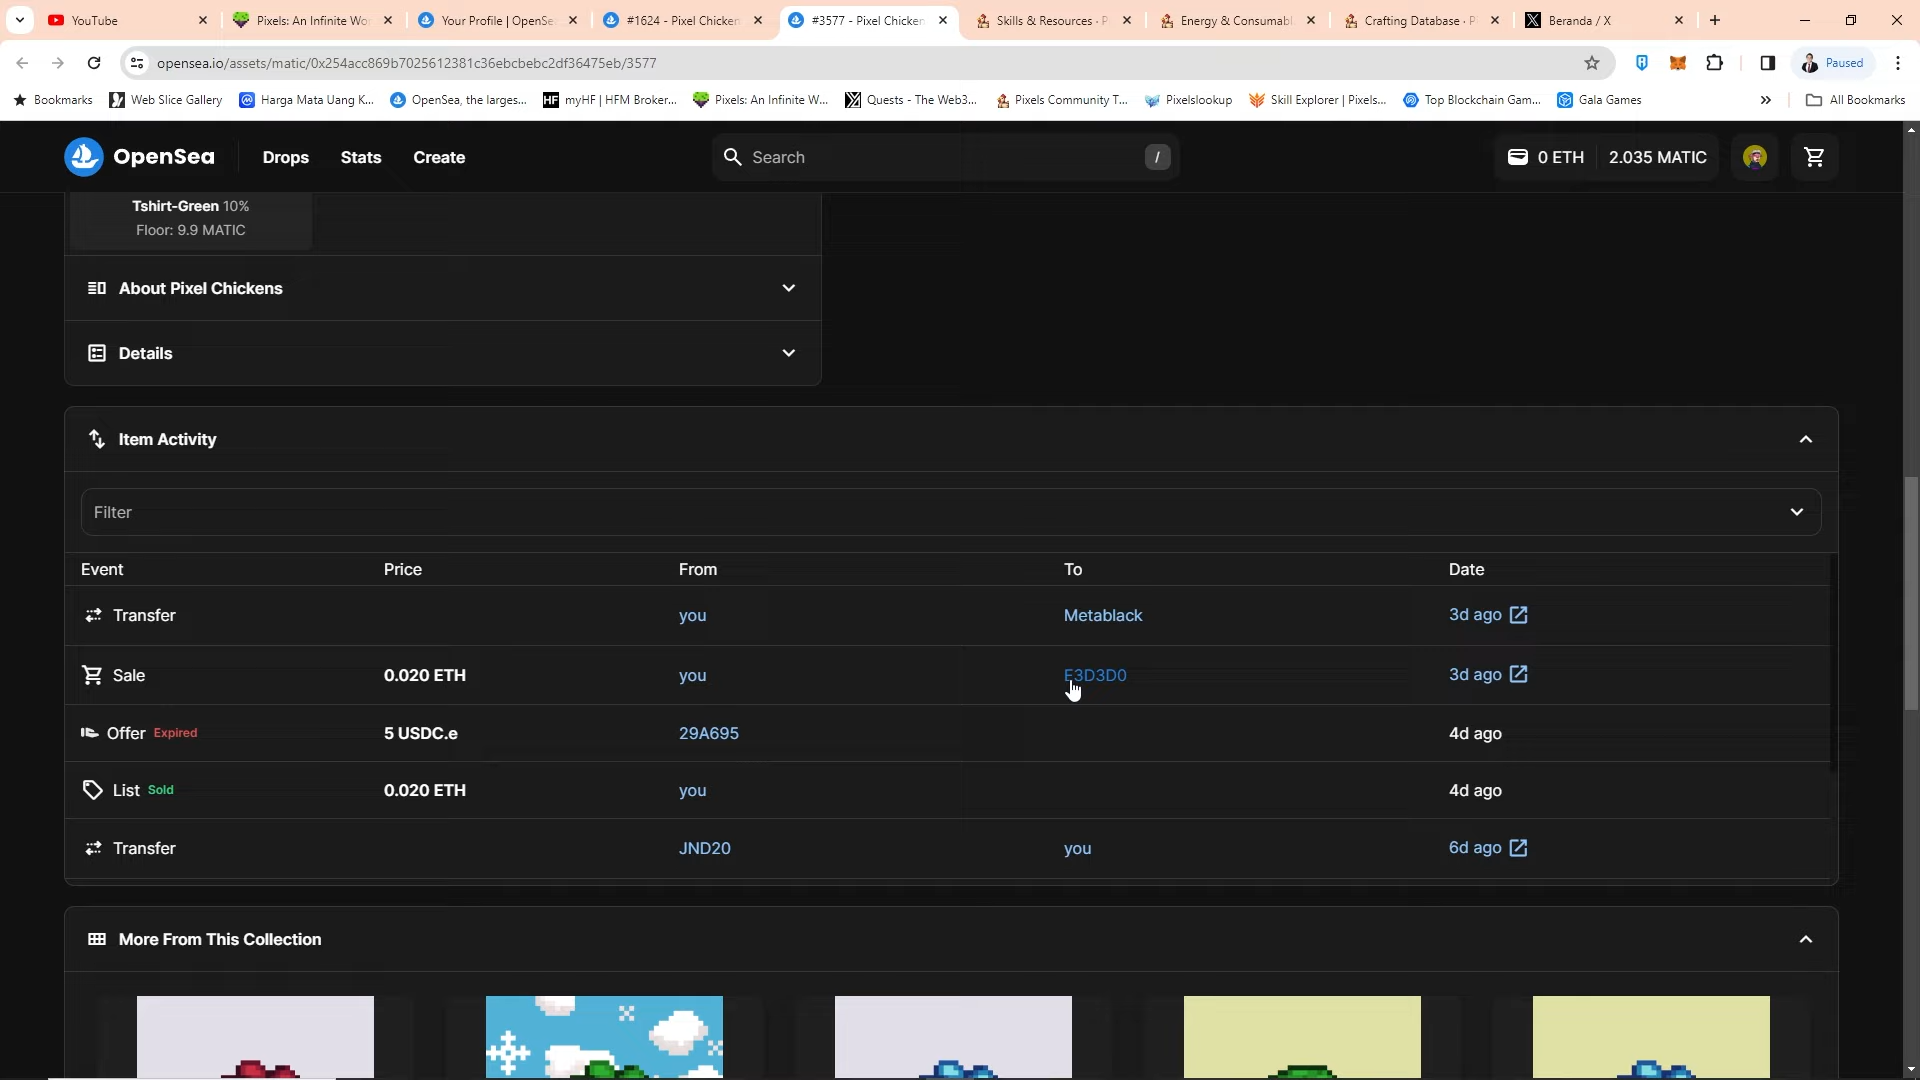 YouTube
Pixels: An Infinite Wo
Your Profile | OpenSe
#1624 - Pixel Chicken
#3577 - Pixel Chicken
Skills & Resources · P
Energy & Consumabl
Crafting Database · P
Beranda / X
opensea.io/assets/matic/0x254acc869b7025612381c36ebcbebc2df36475eb/3577
Paused
Bookmarks
Web Slice Gallery
Harga Mata Uang K...
OpenSea, the larges...
myHF | HFM Broker...
Pixels: An Infinite W...
Quests - The Web3...
Pixels Community T...
Pixelslookup
Skill Explorer | Pixels...
Top Blockchain Gam...
Gala Games
All Bookmarks
OpenSea
Drops
Stats
Create
Search
/
0 ETH
2.035 MATIC
Tshirt-Green 10%
Floor: 9.9 MATIC
About Pixel Chickens
Details
Item Activity
Filter
Event Price From To Date
Transfer you Metablack 3d ago
Sale 0.020 ETH you E3D3D0 3d ago
Offer Expired 5 USDC.e 29A695 4d ago
List Sold 0.020 ETH you 4d ago
Transfer JND20 you 6d ago
More From This Collection